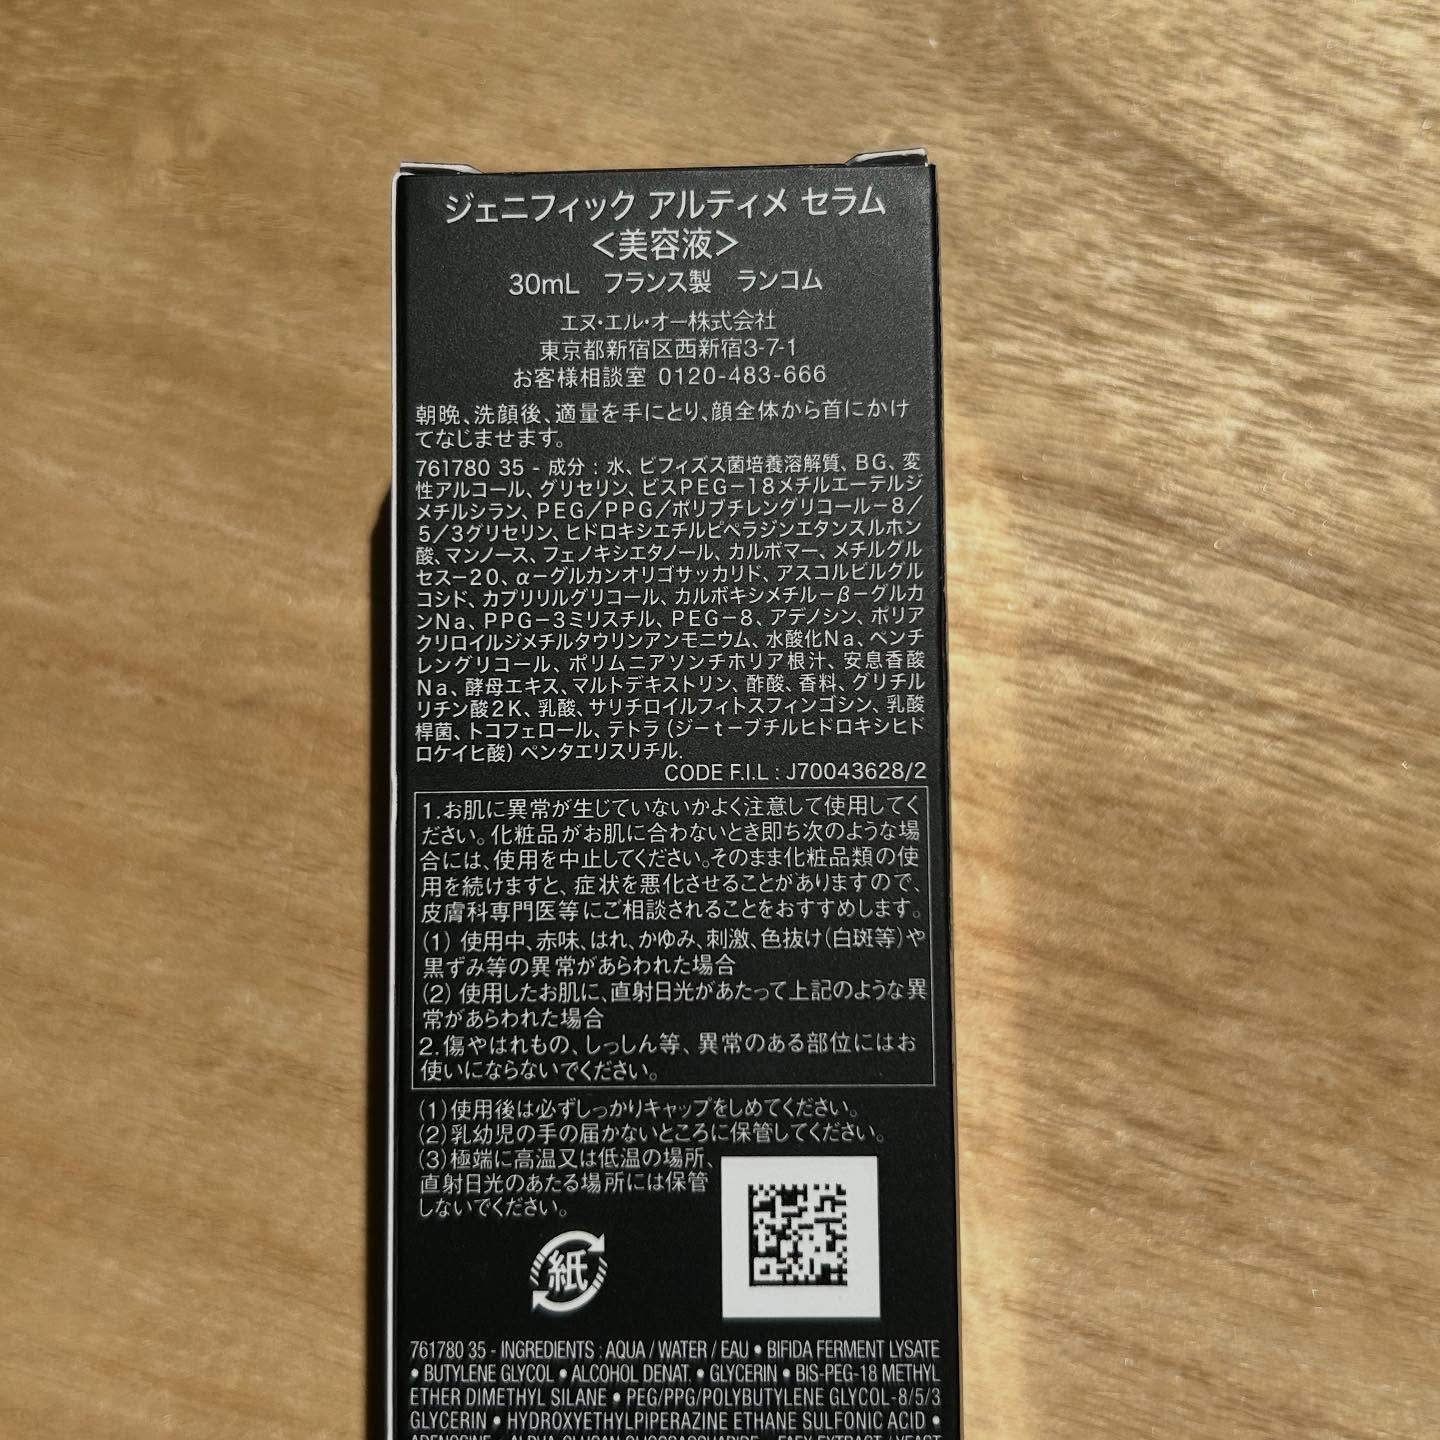 ジェニフィック アルティメ セラム
＜美容液＞
30mL フランス製 ランコム
エヌ・エル・オー株式会社
東京都新宿区西新宿3-7-1
お客様相談室 0120-483-666
朝晩、洗顔後、適量を手にとり、顔全体から首にかけ
てなじませます。
761780 35 - 成分：水、ビフィズス菌培養溶解質、BG、変
性アルコール、グリセリン、ビスPEG－18メチルエーテルジ
メチルシラン、PEG／PPG／ポリブチレングリコール－8／
5／3グリセリン、ヒドロキシエチルピペラジンエタンスルホン
酸、マンノース、フェノキシエタノール、カルボマー、メチルグル
セス－20、α－グルカンオリゴサッカリド、アスコルビルグル
コシド、カプリリルグリコール、カルボキシメチル－β－グルカ
ンNa、PPG－3ミリスチル、PEG－8、アデノシン、ポリア
クリロイルジメチルタウリンアンモニウム、水酸化Na、ペンチ
レングリコール、ポリムニアソンチホリア根汁、安息香酸
Na、酵母エキス、マルトデキストリン、酢酸、香料、グリチル
リチン酸2K、乳酸、サリチロイルフィトスフィンゴシン、乳酸
桿菌、トコフェロール、テトラ（ジ－ｔ－ブチルヒドロキシヒド
ロケイヒ酸）ペンタエリスリチル.
CODE F.I.L : J70043628/2
1.お肌に異常が生じていないかよく注意して使用してく
ださい。化粧品がお肌に合わないとき即ち次のような場
合には、使用を中止してください。そのまま化粧品類の使
用を続けますと、症状を悪化させることがありますので、
皮膚科専門医等にご相談されることをおすすめします。
（1）使用中、赤味、はれ、かゆみ、刺激、色抜け（白斑等）や
黒ずみ等の異常があらわれた場合
（2）使用したお肌に、直射日光があたって上記のような異
常があらわれた場合
2.傷やはれもの、しっしん等、異常のある部位にはお
使いにならないでください。
（1）使用後は必ずしっかりキャップをしめてください。
（2）乳幼児の手の届かないところに保管してください。
（3）極端に高温又は低温の場所、
直射日光のあたる場所には保管
しないでください。
紙
761780 35 - INGREDIENTS : AQUA / WATER / EAU • BIFIDA FERMENT LYSATE
• BUTYLENE GLYCOL • ALCOHOL DENAT. • GLYCERIN • BIS-PEG-18 METHYL
ETHER DIMETHYL SILANE • PEG/PPG/POLYBUTYLENE GLYCOL-8/5/3
GLYCERIN • HYDROXYETHYLPIPERAZINE ETHANE SULFONIC ACID •